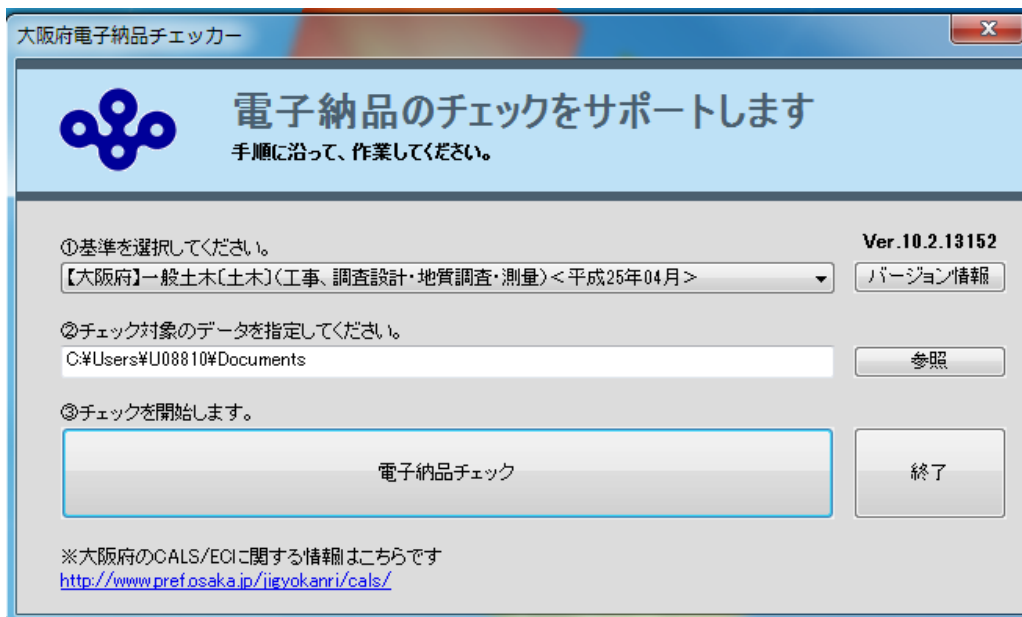 大阪府電子納品チェッカー
電子納品のチェックをサポートします
手順に沿って、作業してください。
①基準を選択してください。
Ver.10.2.13152
【大阪府】一般土木〔土木〕(工事、調査設計・地質調査・測量)<平成25年04月>
バージョン情報
②チェック対象のデータを指定してください。
C:¥Users¥U08810¥Documents
参照
③チェックを開始します。
電子納品チェック
終了
※大阪府のCALS/ECに関する情報はこちらです
http://www.pref.osaka.jp/jigyokanri/cals/